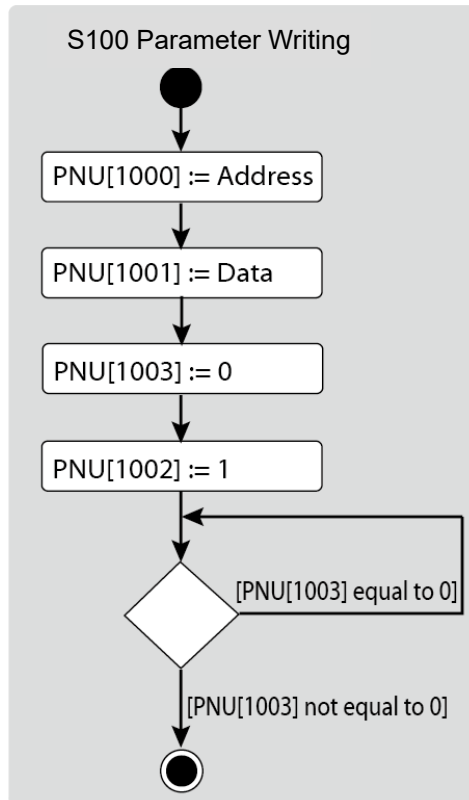 S100 Parameter Writing
PNU[1000] := Address
PNU[1001] := Data
PNU[1003] := 0
PNU[1002] := 1
[PNU[1003] equal to 0]
[PNU[1003] not equal to 0]